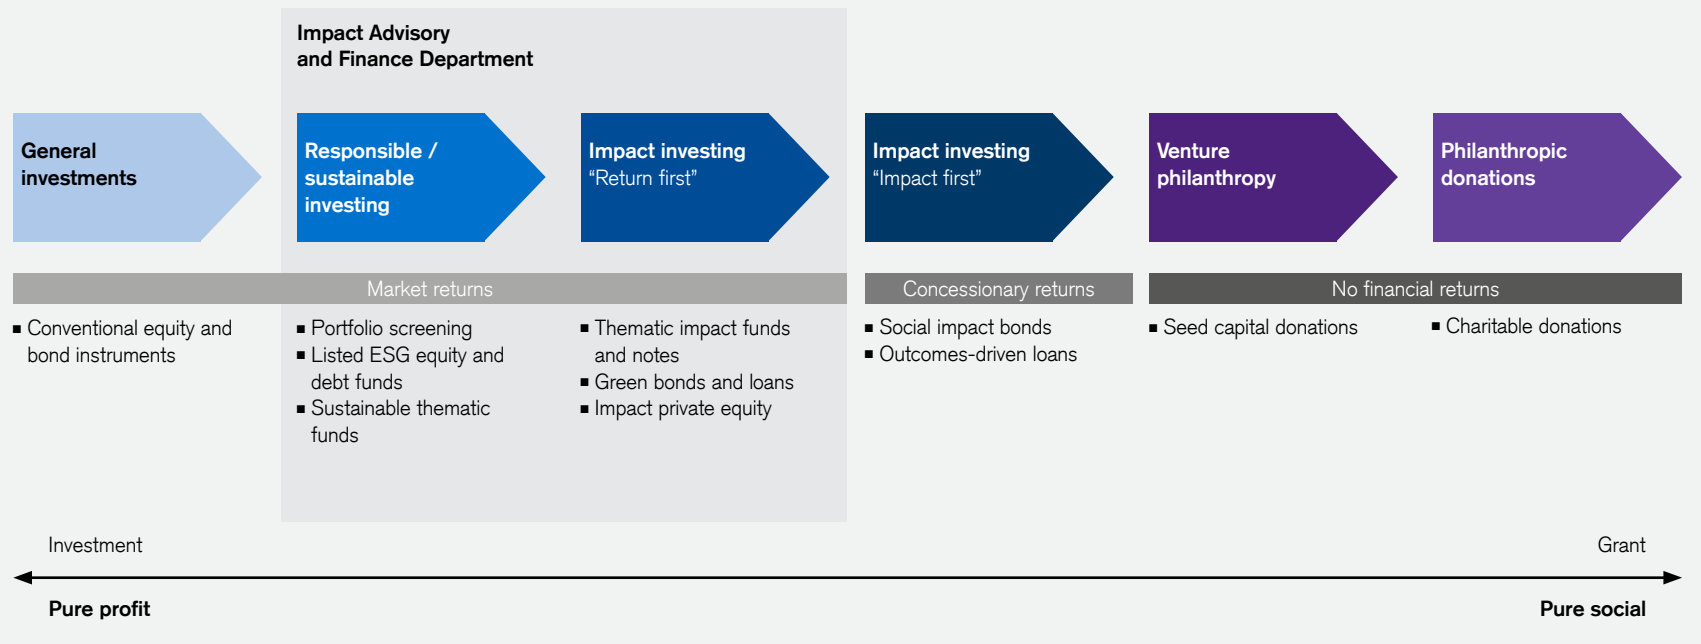 Impact Advisory
and Finance Department
General
investments
Responsible /
sustainable
investing
Impact investing
“Return first”
Impact investing
“Impact first”
Venture
philanthropy
Philanthropic
donations
Market returns
Concessionary returns
No financial returns
■ Conventional equity and
bond instruments
■ Portfolio screening
■ Listed ESG equity and
debt funds
■ Sustainable thematic
funds
■ Thematic impact funds
and notes
■ Green bonds and loans
■ Impact private equity
■ Social impact bonds
■ Outcomes-driven loans
■ Seed capital donations
■ Charitable donations
Investment
Grant
Pure profit
Pure social